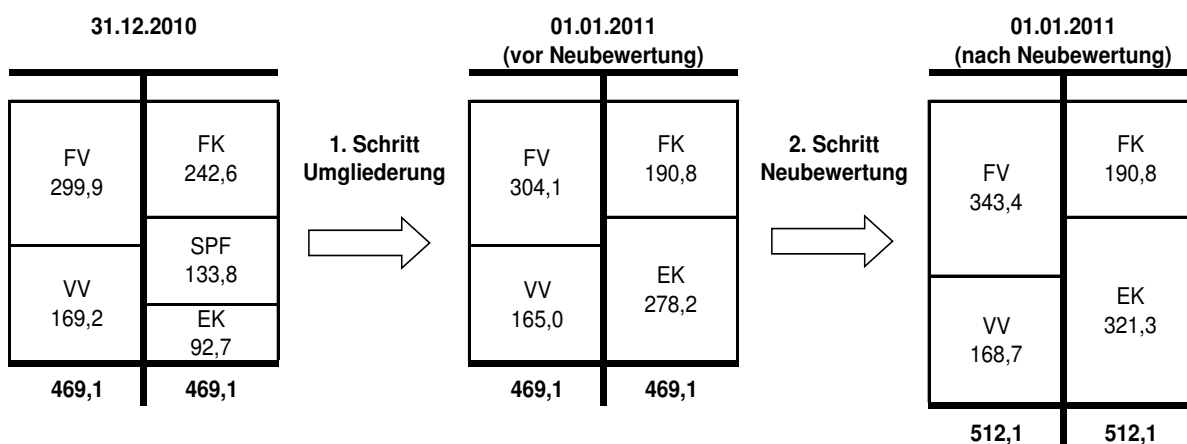 31.12.2010
FV
299,9
VV
169,2
FK
242,6
SPF
133,8
EK
92,7
469,1 469,1
1. Schritt
Umgliederung
01.01.2011
(vor Neubewertung)
FV
304,1
VV
165,0
FK
190,8
EK
278,2
469,1 469,1
2. Schritt
Neubewertung
01.01.2011
(nach Neubewertung)
FV
343,4
VV
168,7
FK
190,8
EK
321,3
512,1 512,1